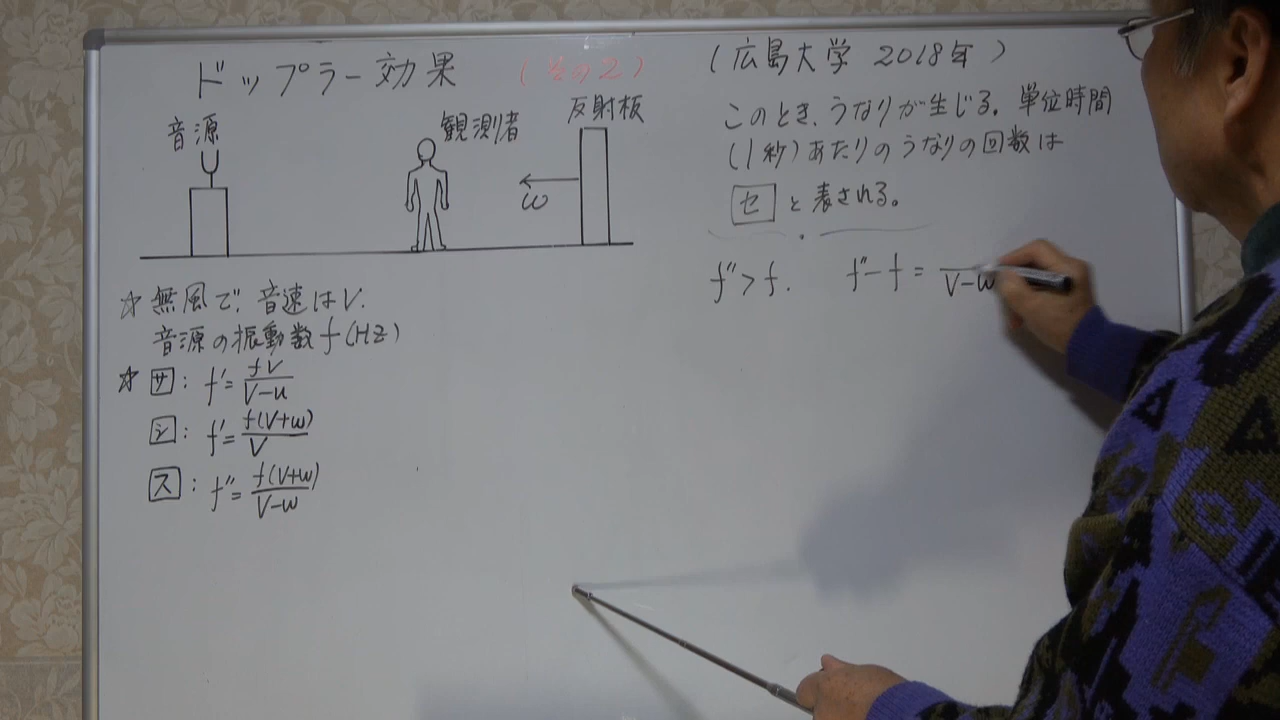 ドップラー効果 (その2)
(広島大学 2018年)
音源
観測者
反射板
w
☆ 無風で、音速はV.
音源の振動数f(Hz)
☆ サ: f' = fV/(V-u)
シ: f' = f(V+w)/V
ス: f'' = f(V+w)/(V-w)
このとき、うなりが生じる。単位時間
(1秒)あたりのうなりの回数は
セ と表される。
f'' > f. f'' - f = /(V-w